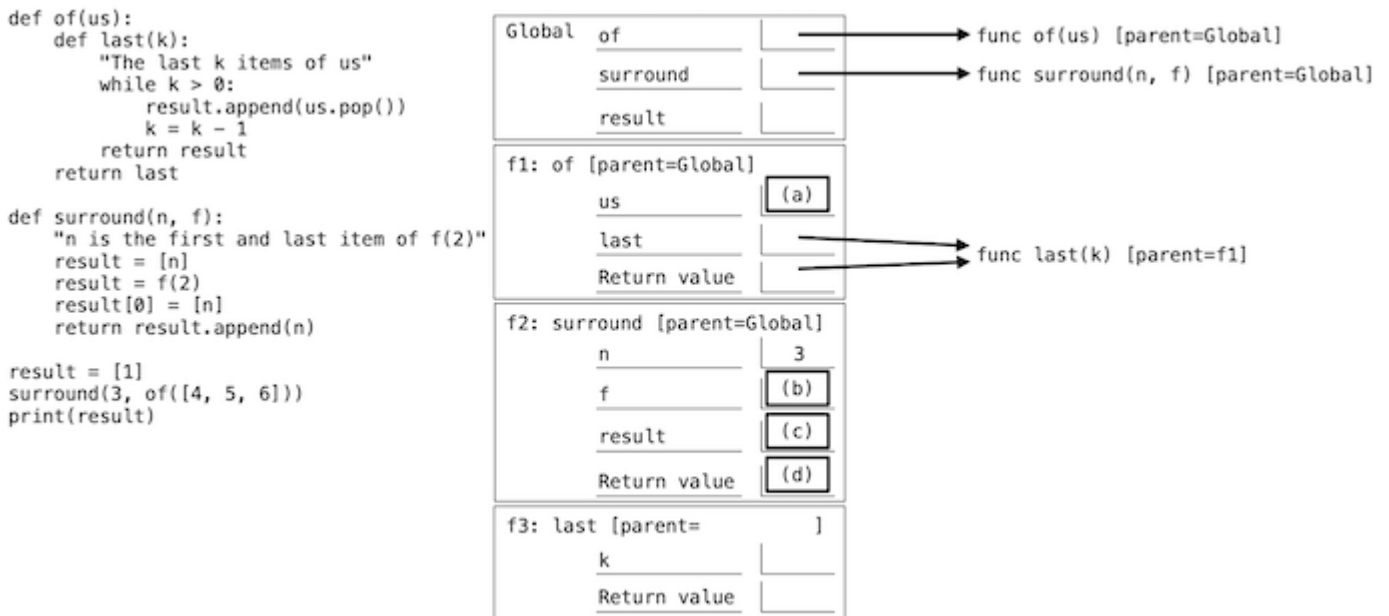 def of(us):
    def last(k):
        "The last k items of us"
        while k > 0:
            result.append(us.pop())
            k = k - 1
        return result
    return last
def surround(n, f):
    "n is the first and last item of f(2)"
    result = [n]
    result = f(2)
    result[0] = [n]
    return result.append(n)
result = [1]
surround(3, of([4, 5, 6]))
print(result)
Global of
func of(us) [parent=Global]
surround
func surround(n, f) [parent=Global]
result
f1: of [parent=Global]
us (a)
last
func last(k) [parent=f1]
Return value
f2: surround [parent=Global]
n 3
f (b)
result (c)
Return value (d)
f3: last [parent= ]
k
Return value